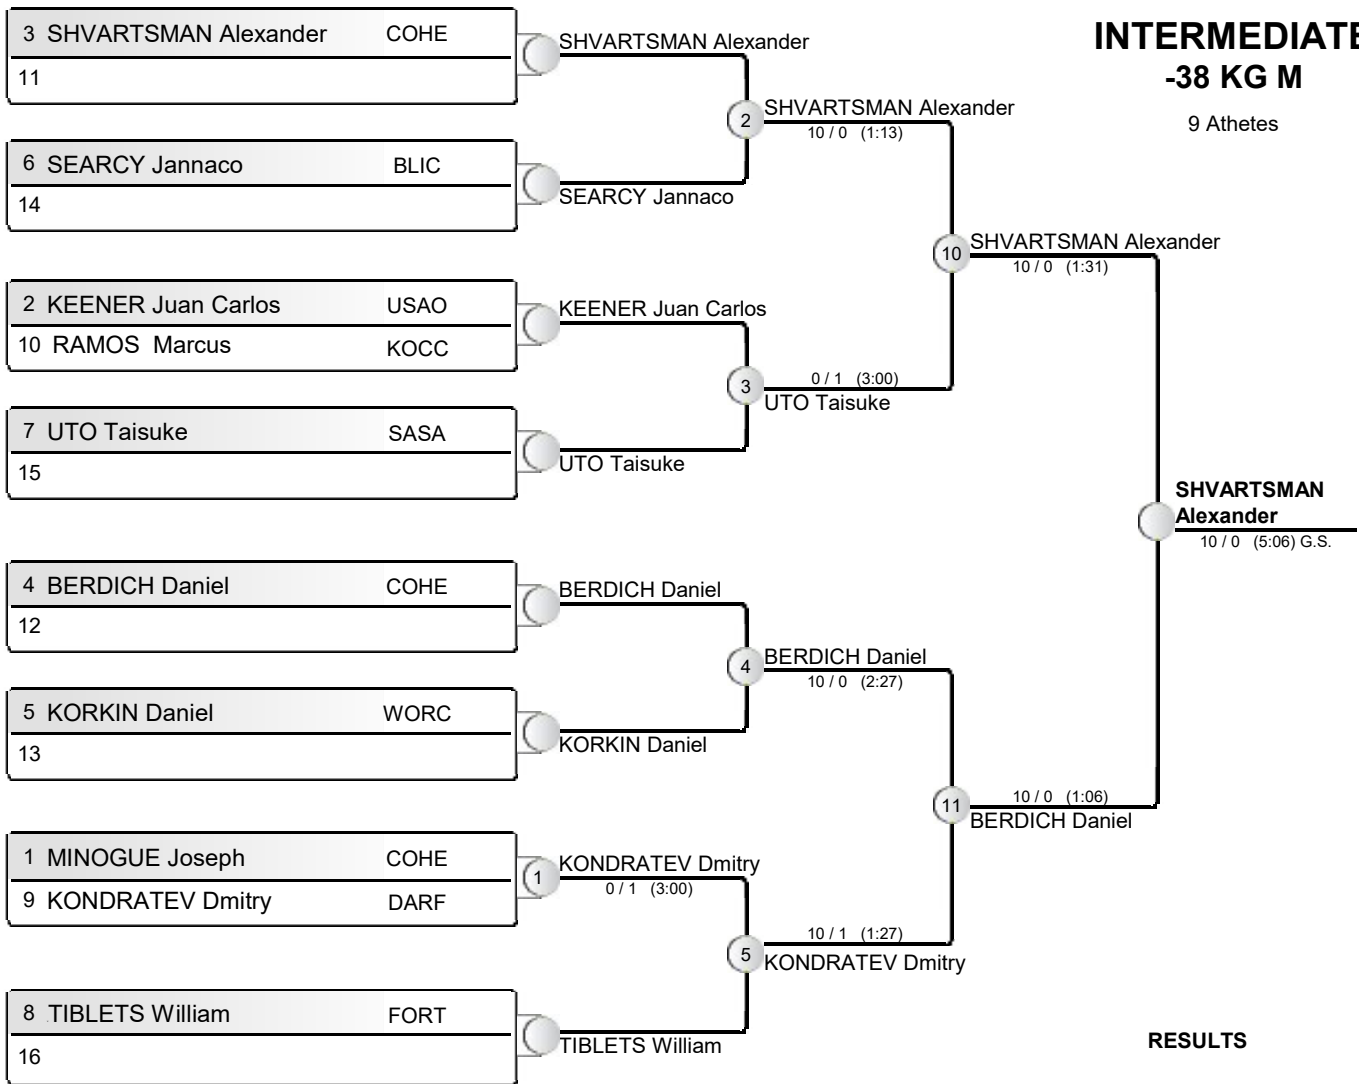 INTERMEDIATE
-38 KG M
9 Athetes
3 SHVARTSMAN Alexander COHE
11
6 SEARCY Jannaco BLIC
14
2 KEENER Juan Carlos USAO
10 RAMOS Marcus KOCC
7 UTO Taisuke SASA
15
4 BERDICH Daniel COHE
12
5 KORKIN Daniel WORC
13
1 MINOGUE Joseph COHE
9 KONDRATEV Dmitry DARF
8 TIBLETS William FORT
16
SHVARTSMAN Alexander
SEARCY Jannaco
KEENER Juan Carlos
UTO Taisuke
BERDICH Daniel
KORKIN Daniel
1
KONDRATEV Dmitry
0 / 1 (3:00)
TIBLETS William
2
SHVARTSMAN Alexander
10 / 0 (1:13)
3
0 / 1 (3:00)
UTO Taisuke
4
BERDICH Daniel
10 / 0 (2:27)
5
10 / 1 (1:27)
KONDRATEV Dmitry
10
SHVARTSMAN Alexander
10 / 0 (1:31)
11
10 / 0 (1:06)
BERDICH Daniel
SHVARTSMAN
Alexander
10 / 0 (5:06) G.S.
RESULTS